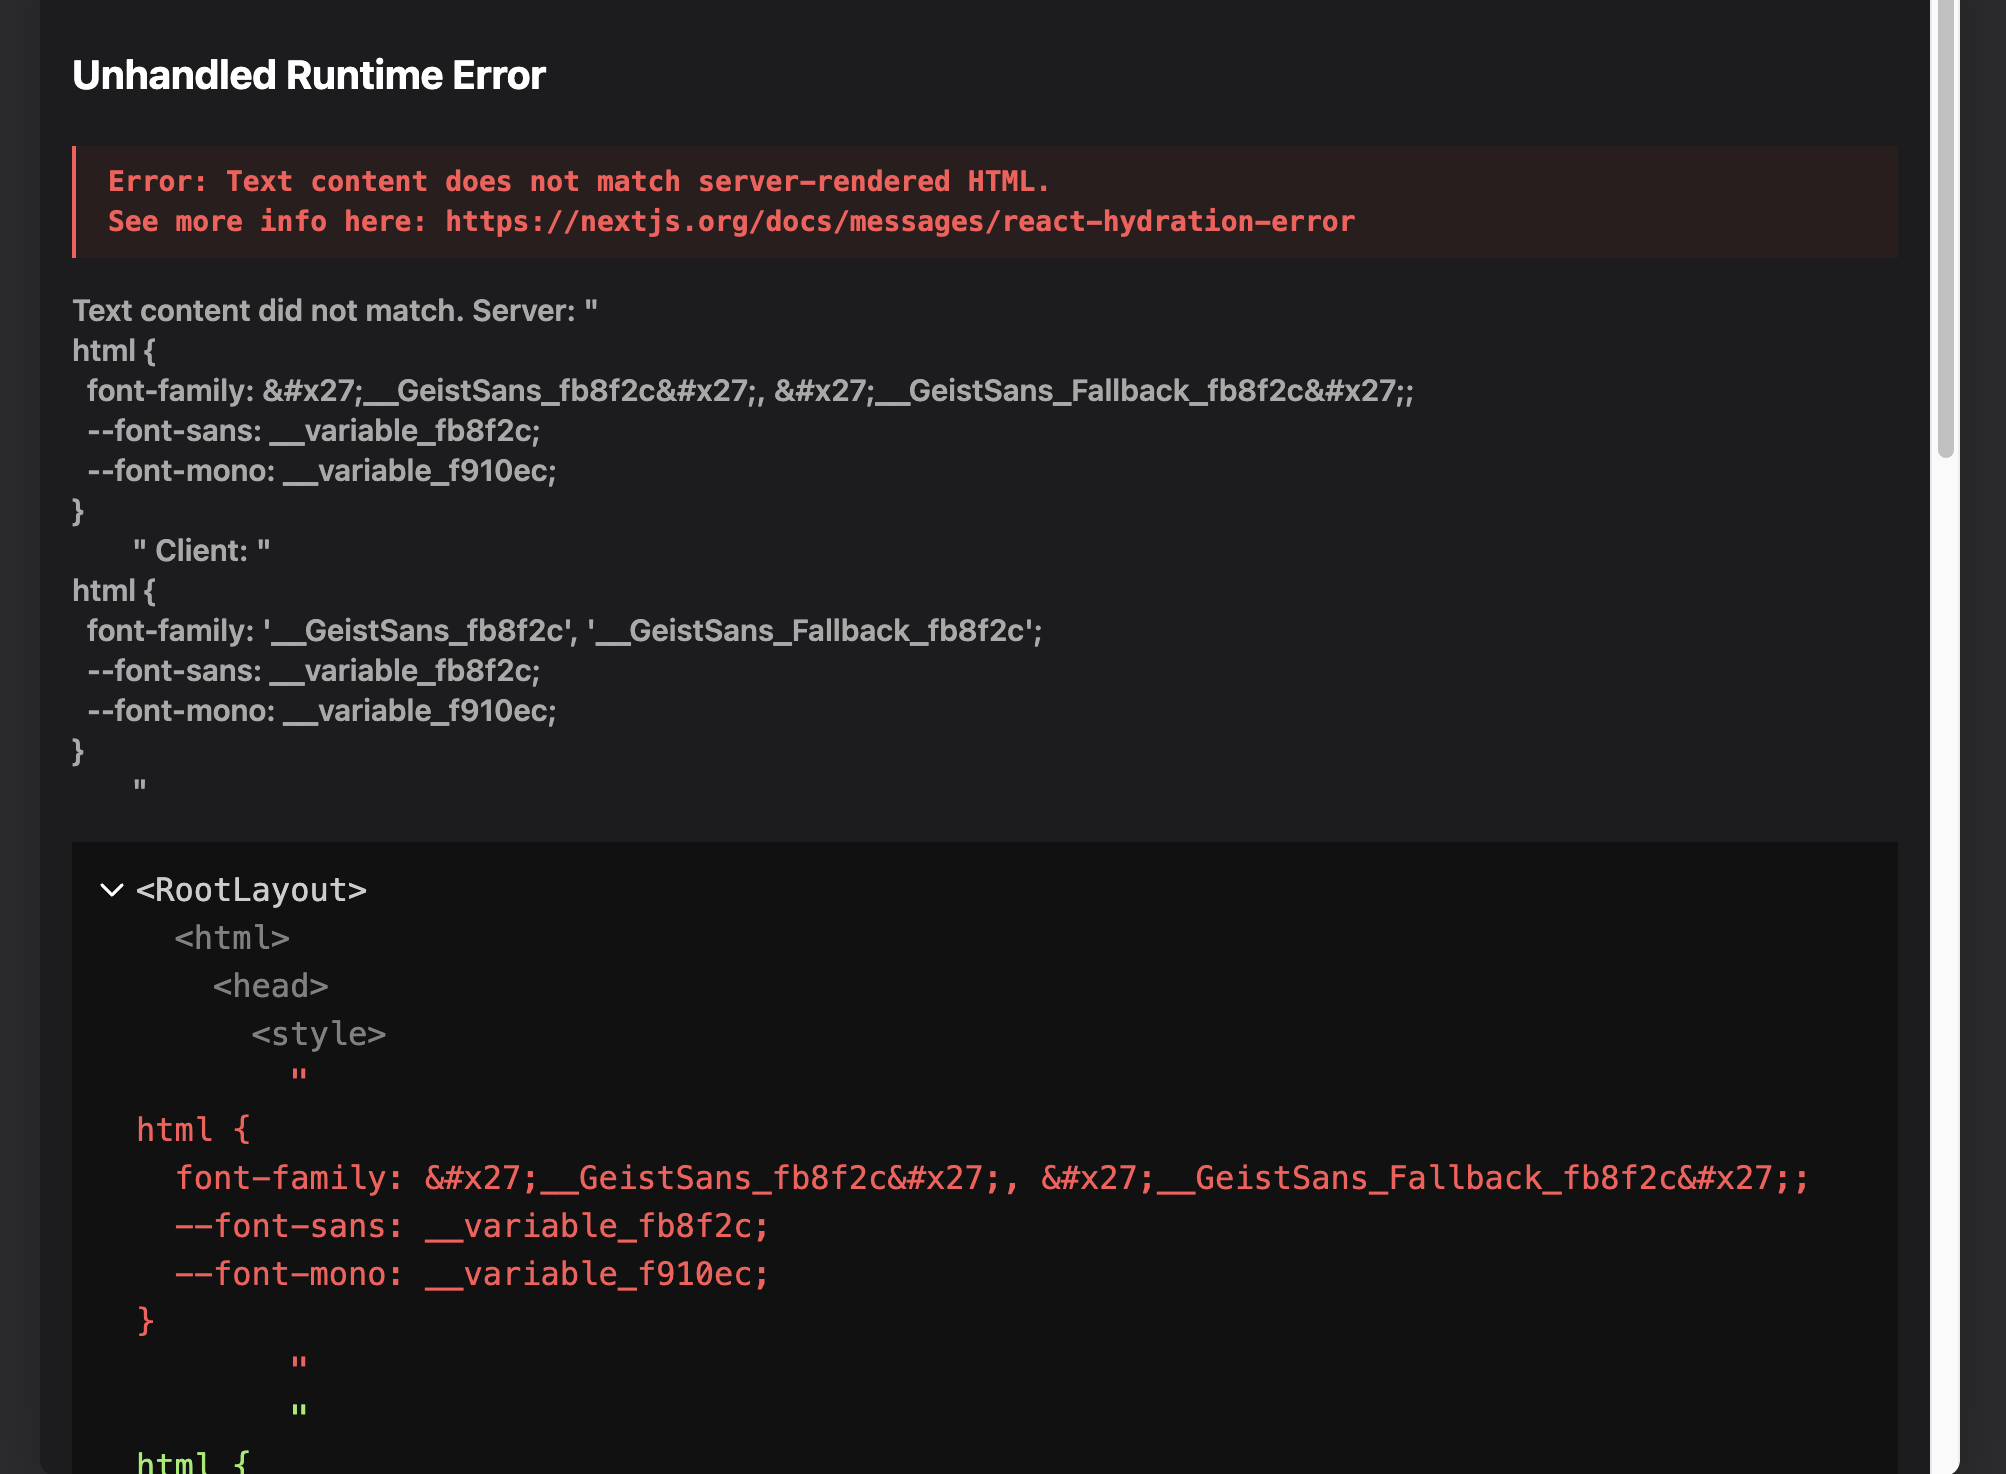 Unhandled Runtime Error
Error: Text content does not match server-rendered HTML.
See more info here: https://nextjs.org/docs/messages/react-hydration-error
Text content did not match. Server: "
html {
  font-family: &#x27;__GeistSans_fb8f2c&#x27;, &#x27;__GeistSans_Fallback_fb8f2c&#x27;;
  --font-sans: __variable_fb8f2c;
  --font-mono: __variable_f910ec;
}
        " Client: "
html {
  font-family: '__GeistSans_fb8f2c', '__GeistSans_Fallback_fb8f2c';
  --font-sans: __variable_fb8f2c;
  --font-mono: __variable_f910ec;
}
        "
<RootLayout>
  <html>
    <head>
      <style>
        "
html {
  font-family: &#x27;__GeistSans_fb8f2c&#x27;, &#x27;__GeistSans_Fallback_fb8f2c&#x27;;
  --font-sans: __variable_fb8f2c;
  --font-mono: __variable_f910ec;
}
        "
        "
html {